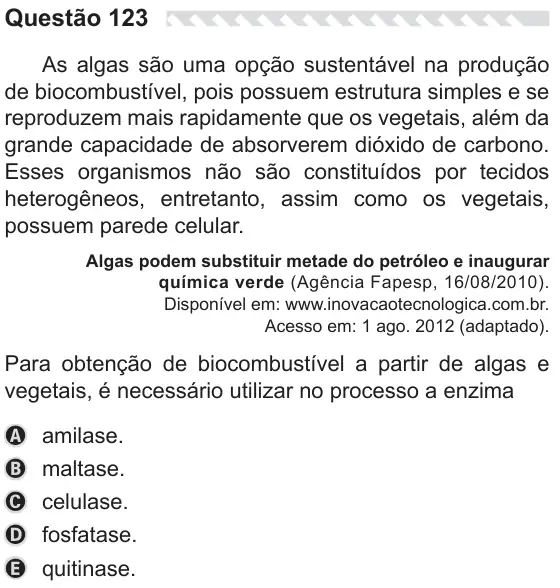 Questão 123
As algas são uma opção sustentável na produção
de biocombustível, pois possuem estrutura simples e se
reproduzem mais rapidamente que os vegetais, além da
grande capacidade de absorverem dióxido de carbono.
Esses organismos não são constituídos por tecidos
heterogêneos, entretanto, assim como os vegetais,
possuem parede celular.
Algas podem substituir metade do petróleo e inaugurar
química verde (Agência Fapesp, 16/08/2010).
Disponível em: www.inovacaotecnologica.com.br.
Acesso em: 1 ago. 2012 (adaptado).
Para obtenção de biocombustível a partir de algas e
vegetais, é necessário utilizar no processo a enzima
A amilase.
B maltase.
C celulase.
D fosfatase.
E quitinase.